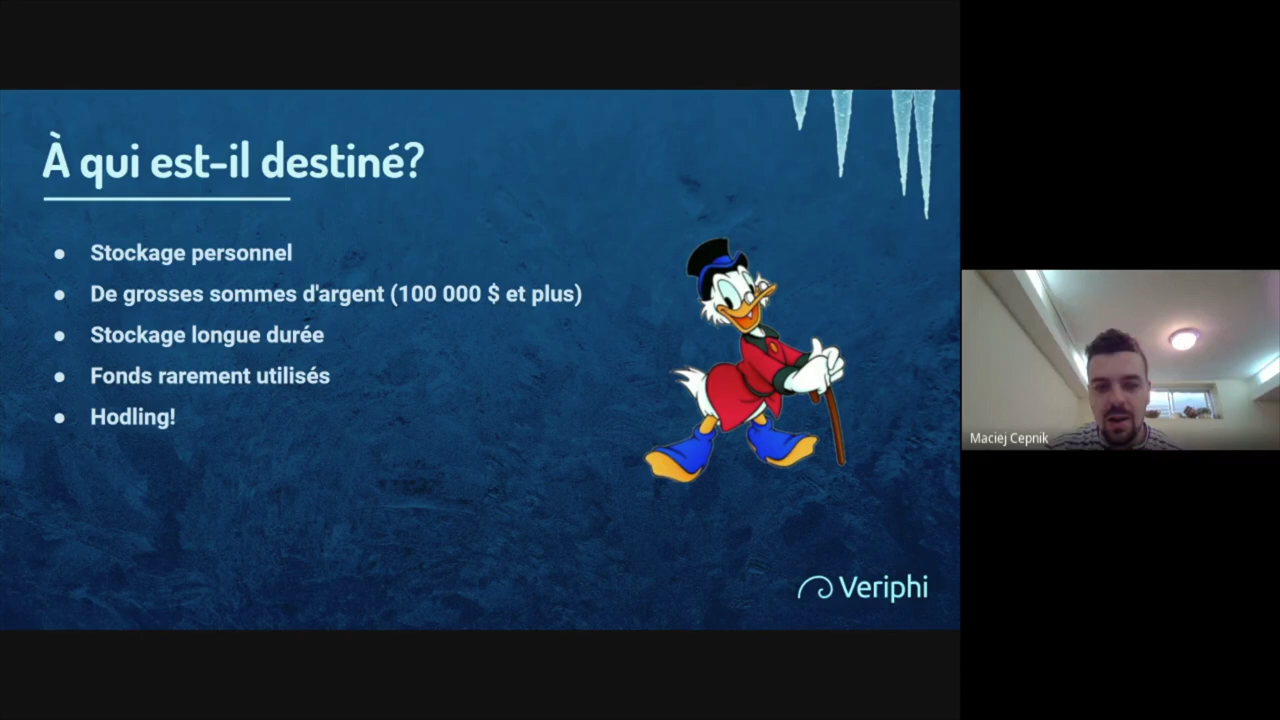 À qui est-il destiné?
● Stockage personnel
● De grosses sommes d'argent (100 000 $ et plus)
● Stockage longue durée
● Fonds rarement utilisés
● Hodling!
Veriphi
Maciej Cepnik